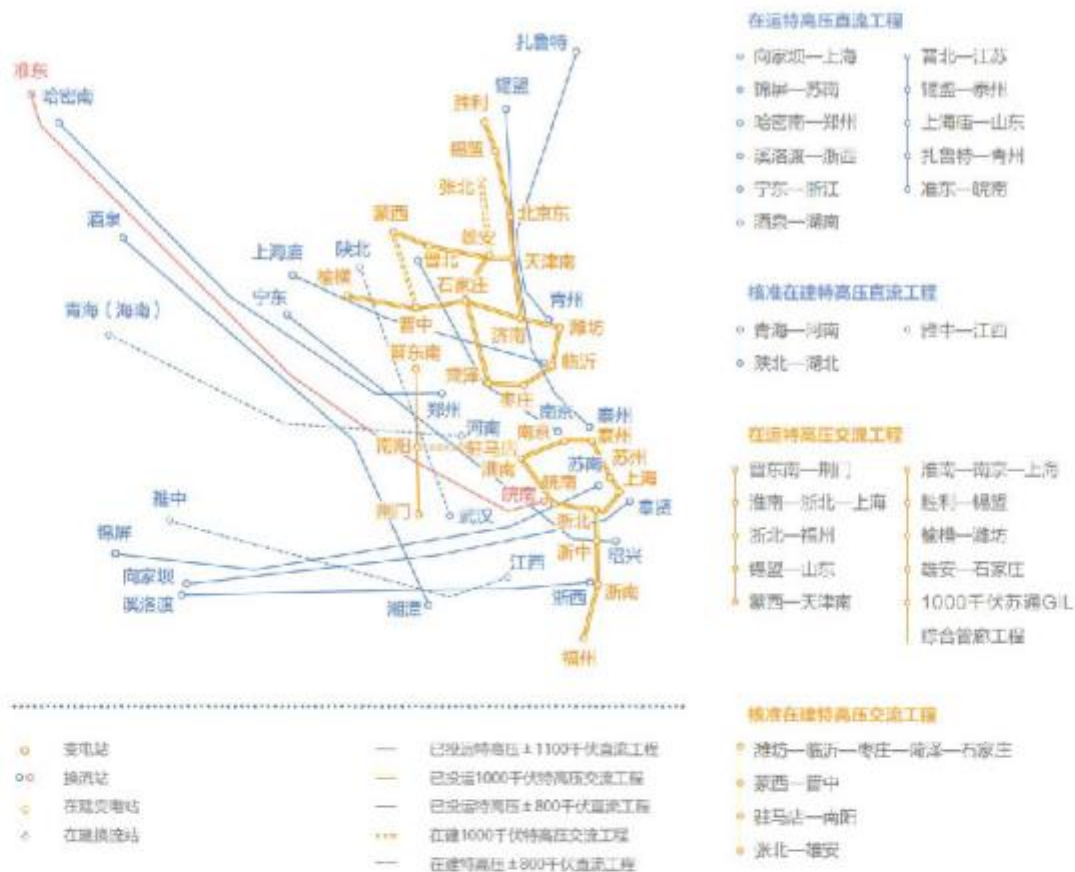 扎鲁特
准东
哈密南
锡盟
胜利
锡盟
张北
酒泉
蒙西
北京东
雄安
上海庙
陕北
晋北
天津南
榆横
石家庄
宁东
青海（海南）
青州
晋中
济南
潍坊
晋东南
临沂
菏泽
枣庄
郑州
南京
泰州
河南
南京
泰州
南阳
驻马店
淮南
苏南
苏州
皖南
皖南
上海
荆门
武汉
浙北
奉贤
雅中
锦屏
浙中
绍兴
江西
向家坝
溪洛渡
湘潭
浙西
浙南
福州
变电站
换流站
在建变电站
在建换流站
已投运特高压±1100千伏直流工程
已投运1000千伏特高压交流工程
已投运特高压±800千伏直流工程
在建1000千伏特高压交流工程
在建特高压±800千伏直流工程
在运特高压直流工程
向家坝—上海
锦屏—苏南
哈密南—郑州
溪洛渡—浙西
宁东—浙江
酒泉—湖南
晋北—江苏
锡盟—泰州
上海庙—山东
扎鲁特—青州
准东—皖南
核准在建特高压直流工程
青海—河南
陕北—湖北
雅中—江西
在运特高压交流工程
晋东南—荆门
淮南—浙北—上海
浙北—福州
锡盟—山东
蒙西—天津南
淮南—南京—上海
胜利—锡盟
榆横—潍坊
雄安—石家庄
1000千伏苏通GIL
综合管廊工程
核准在建特高压交流工程
潍坊—临沂—枣庄—菏泽—石家庄
蒙西—晋中
驻马店—南阳
张北—雄安